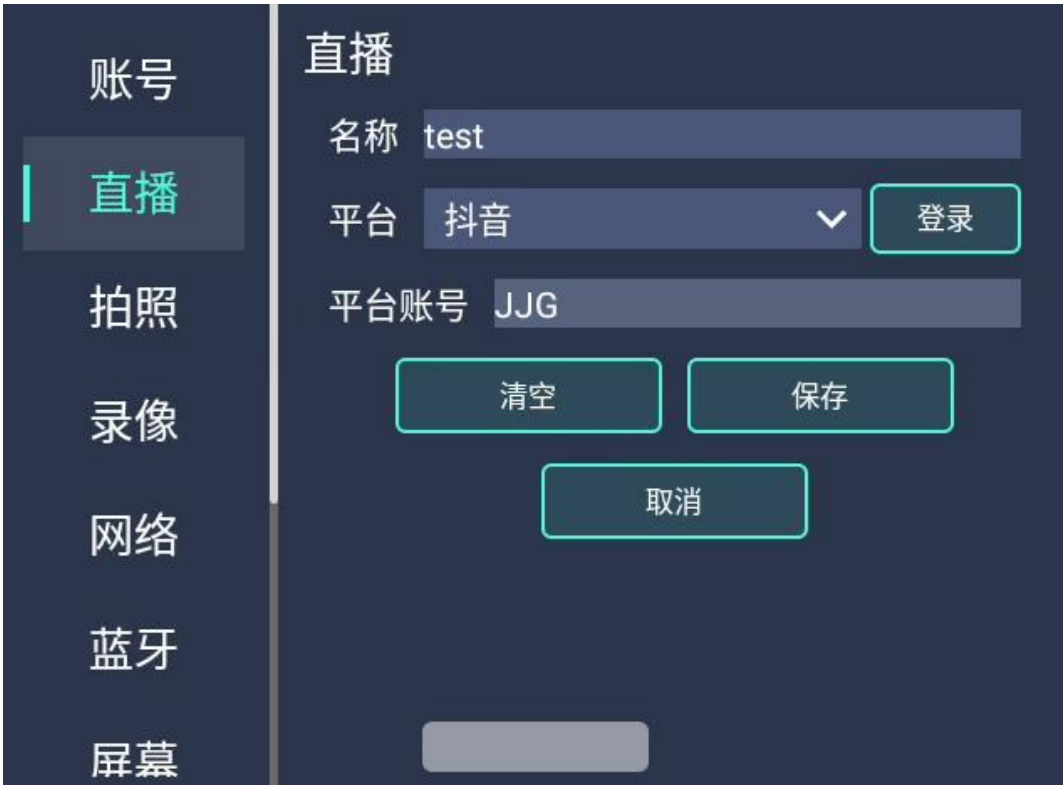 账号
直播
拍照
录像
网络
蓝牙
屏幕
直播
名称 test
平台 抖音 登录
平台账号 JJG
清空 保存
取消